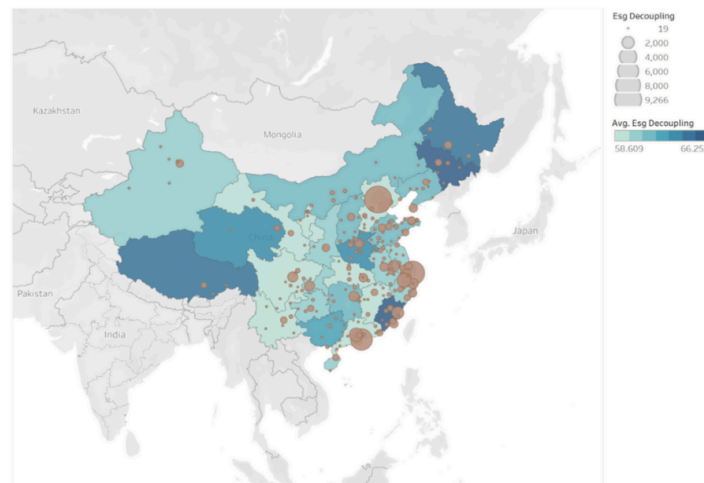 Esg Decoupling
19
2,000
4,000
6,000
8,000
9,266
Avg. Esg Decoupling
58.609
66.25
Kazakhstan
Mongolia
China
Japan
Pakistan
India